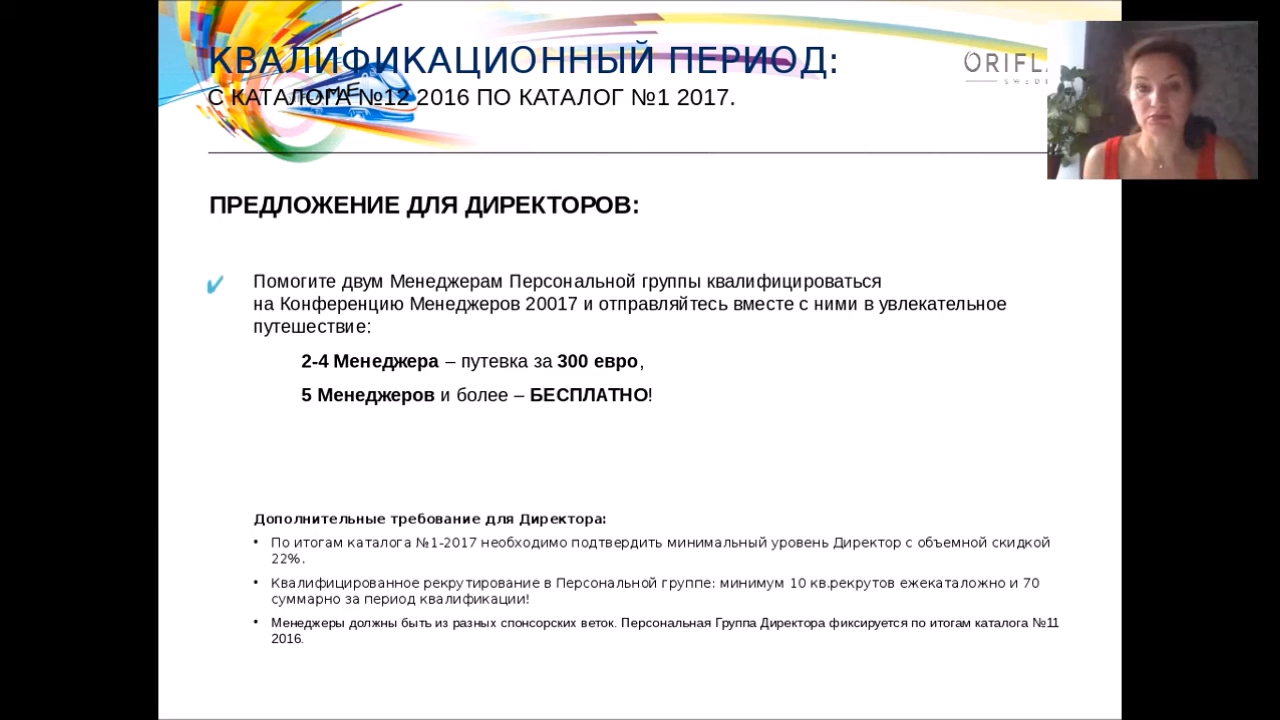 КВАЛИФИКАЦИОННЫЙ ПЕРИОД:
С КАТАЛОГА №12 2016 ПО КАТАЛОГ №1 2017.
ПРЕДЛОЖЕНИЕ ДЛЯ ДИРЕКТОРОВ:
Помогите двум Менеджерам Персональной группы квалифицироваться
на Конференцию Менеджеров 20017 и отправляйтесь вместе с ними в увлекательное
путешествие:
2-4 Менеджера – путевка за 300 евро,
5 Менеджеров и более – БЕСПЛАТНО!
Дополнительные требование для Директора:
• По итогам каталога №1-2017 необходимо подтвердить минимальный уровень Директор с объемной скидкой
22%.
• Квалифицированное рекрутирование в Персональной группе: минимум 10 кв.рекрутов ежекаталожно и 70
суммарно за период квалификации!
• Менеджеры должны быть из разных спонсорских веток. Персональная Группа Директора фиксируется по итогам каталога №11
2016.